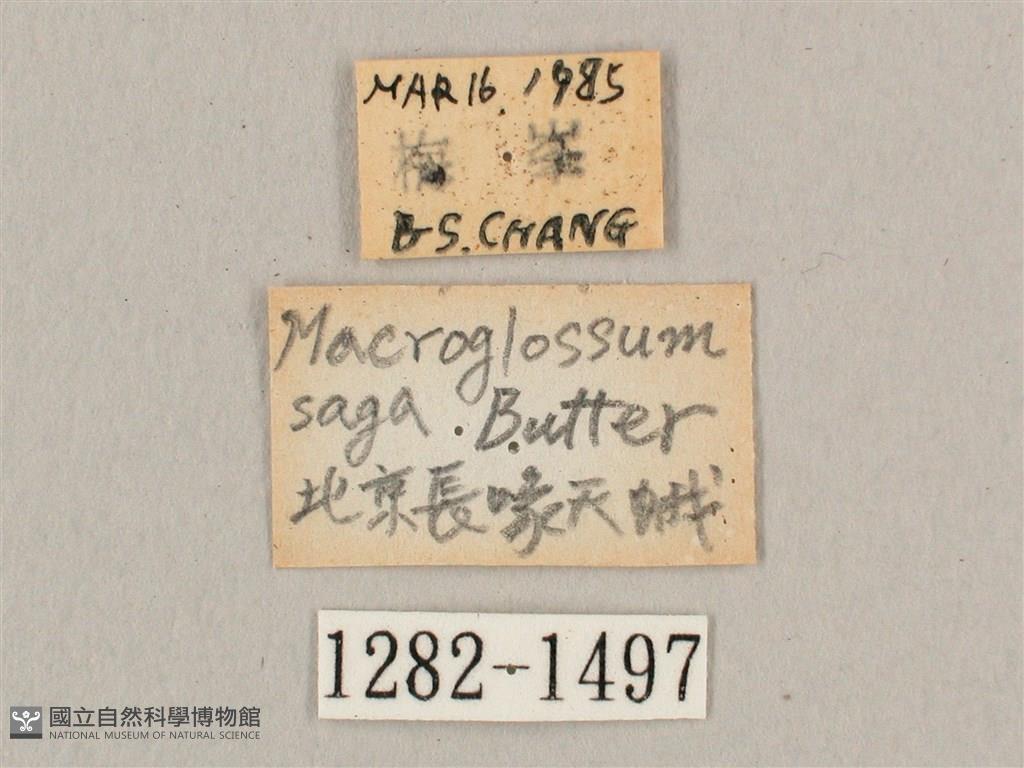 MAR 16. 1985
梅 峯
B.S. CHANG
Macroglossum
saga Butter
北京長喙天蛾
1282-1497
國立自然科學博物館
NATIONAL MUSEUM OF NATURAL SCIENCE